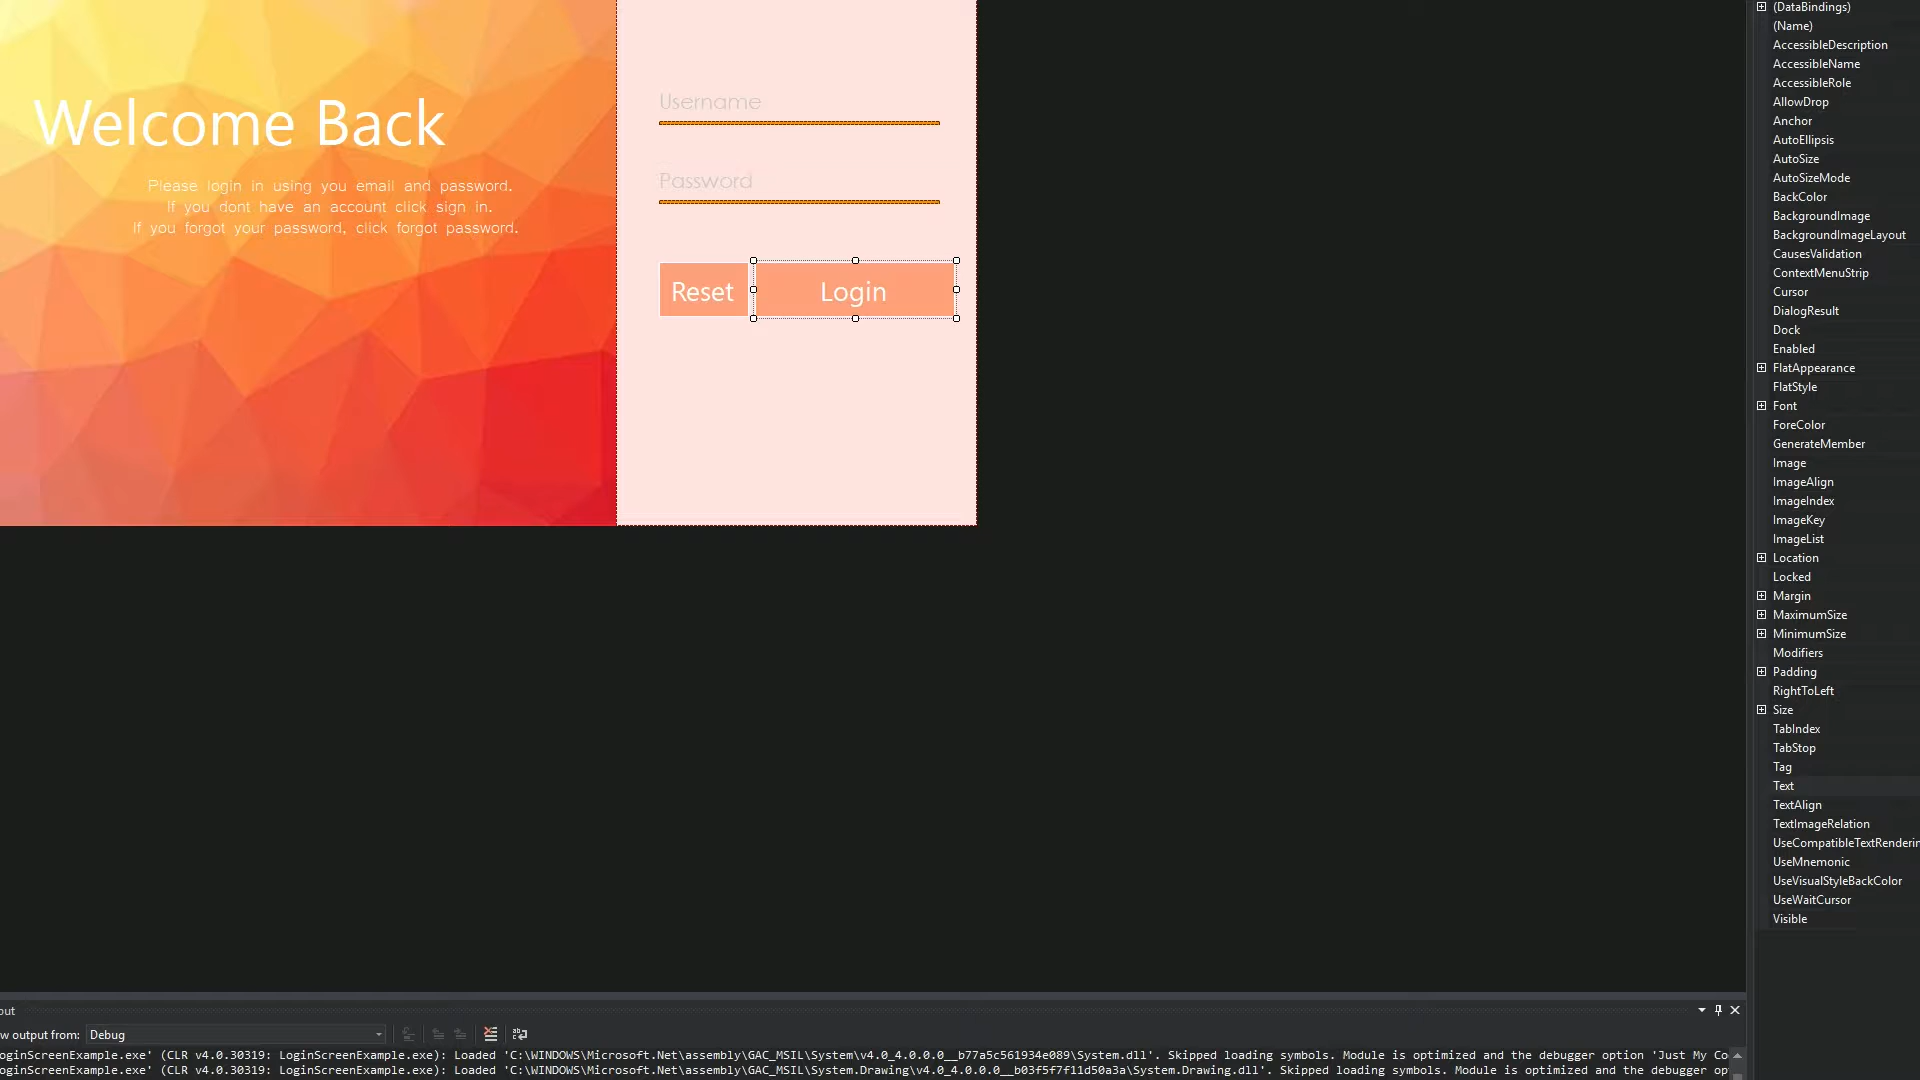 Welcome Back
Please login in using you email and password.
If you dont have an account click sign in.
If you forgot your password, click forgot password.
Username
Password
Reset
Login
(DataBindings)
(Name)
AccessibleDescription
AccessibleName
AccessibleRole
AllowDrop
Anchor
AutoEllipsis
AutoSize
AutoSizeMode
BackColor
BackgroundImage
BackgroundImageLayout
CausesValidation
ContextMenuStrip
Cursor
DialogResult
Dock
Enabled
FlatAppearance
FlatStyle
Font
ForeColor
GenerateMember
Image
ImageAlign
ImageIndex
ImageKey
ImageList
Location
Locked
Margin
MaximumSize
MinimumSize
Modifiers
Padding
RightToLeft
Size
TabIndex
TabStop
Tag
Text
TextAlign
TextImageRelation
UseCompatibleTextRenderin
UseMnemonic
UseVisualStyleBackColor
UseWaitCursor
Visible
out
w output from: Debug
oginScreenExample.exe' (CLR v4.0.30319: LoginScreenExample.exe): Loaded 'C:\WINDOWS\Microsoft.Net\assembly\GAC_MSIL\System\v4.0_4.0.0.0__b77a5c561934e089\System.dll'. Skipped loading symbols. Module is optimized and the debugger option 'Just My Co
oginScreenExample.exe' (CLR v4.0.30319: LoginScreenExample.exe): Loaded 'C:\WINDOWS\Microsoft.Net\assembly\GAC_MSIL\System.Drawing\v4.0_4.0.0.0__b03f5f7f11d50a3a\System.Drawing.dll'. Skipped loading symbols. Module is optimized and the debugger op